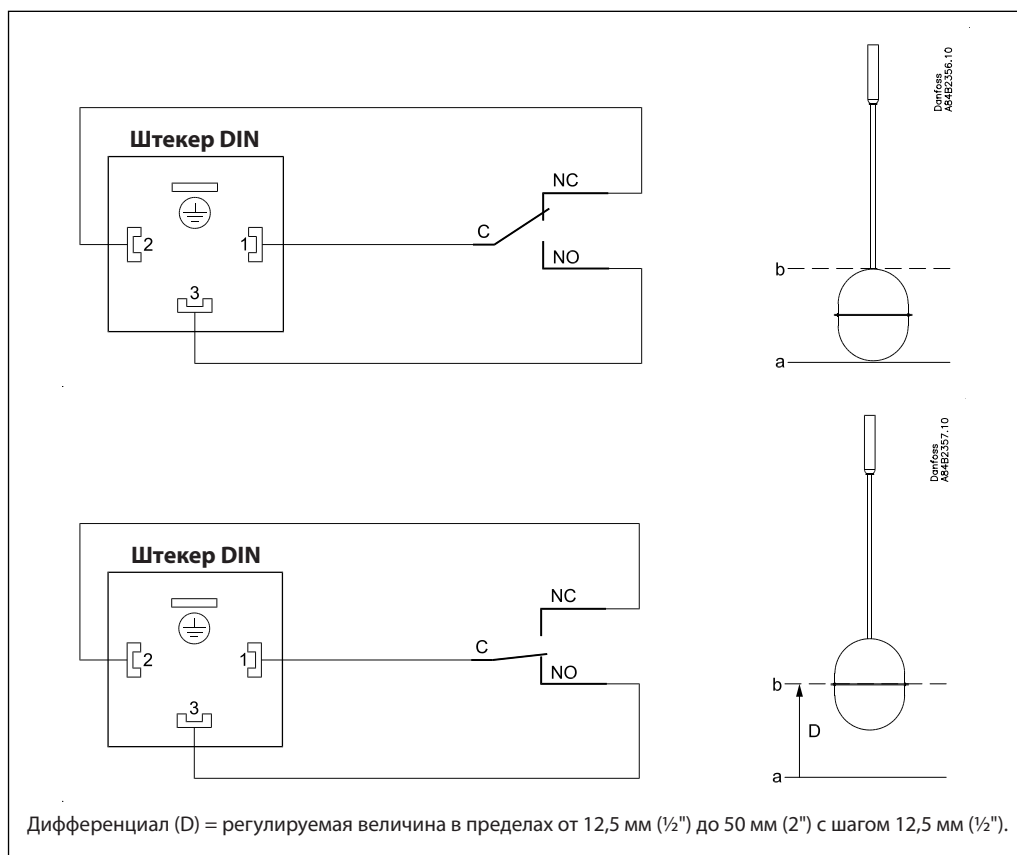 Штекер DIN
2
1
3
C
NC
NO
b
a
Danfoss
A84B2356.10
Штекер DIN
2
1
3
C
NC
NO
b
D
a
Danfoss
A84B2357.10
Дифференциал (D) = регулируемая величина в пределах от 12,5 мм (½") до 50 мм (2") с шагом 12,5 мм (½").